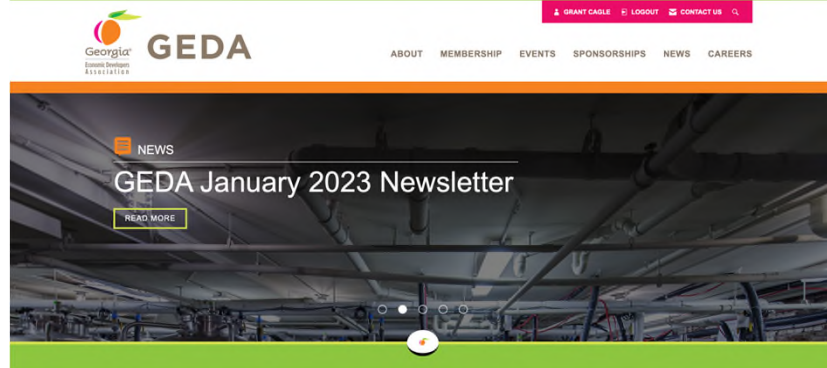 GRANT CAGLE LOGOUT CONTACT US
Georgia
Economic Developers
Association
GEDA
ABOUT MEMBERSHIP EVENTS SPONSORSHIPS NEWS CAREERS
NEWS
GEDA January 2023 Newsletter
READ MORE